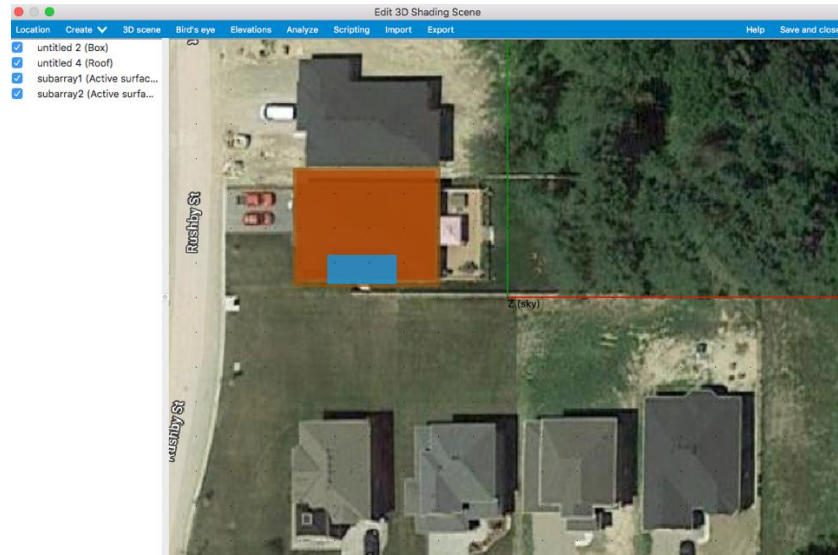 Edit 3D Shading Scene
Location Create 3D scene Bird's eye Elevations Analyze Scripting Import Export Help Save and close
untitled 2 (Box)
untitled 4 (Roof)
subarray1 (Active surfac...
subarray2 (Active surfa...
Rushby St
Z (sky)
Rushby St